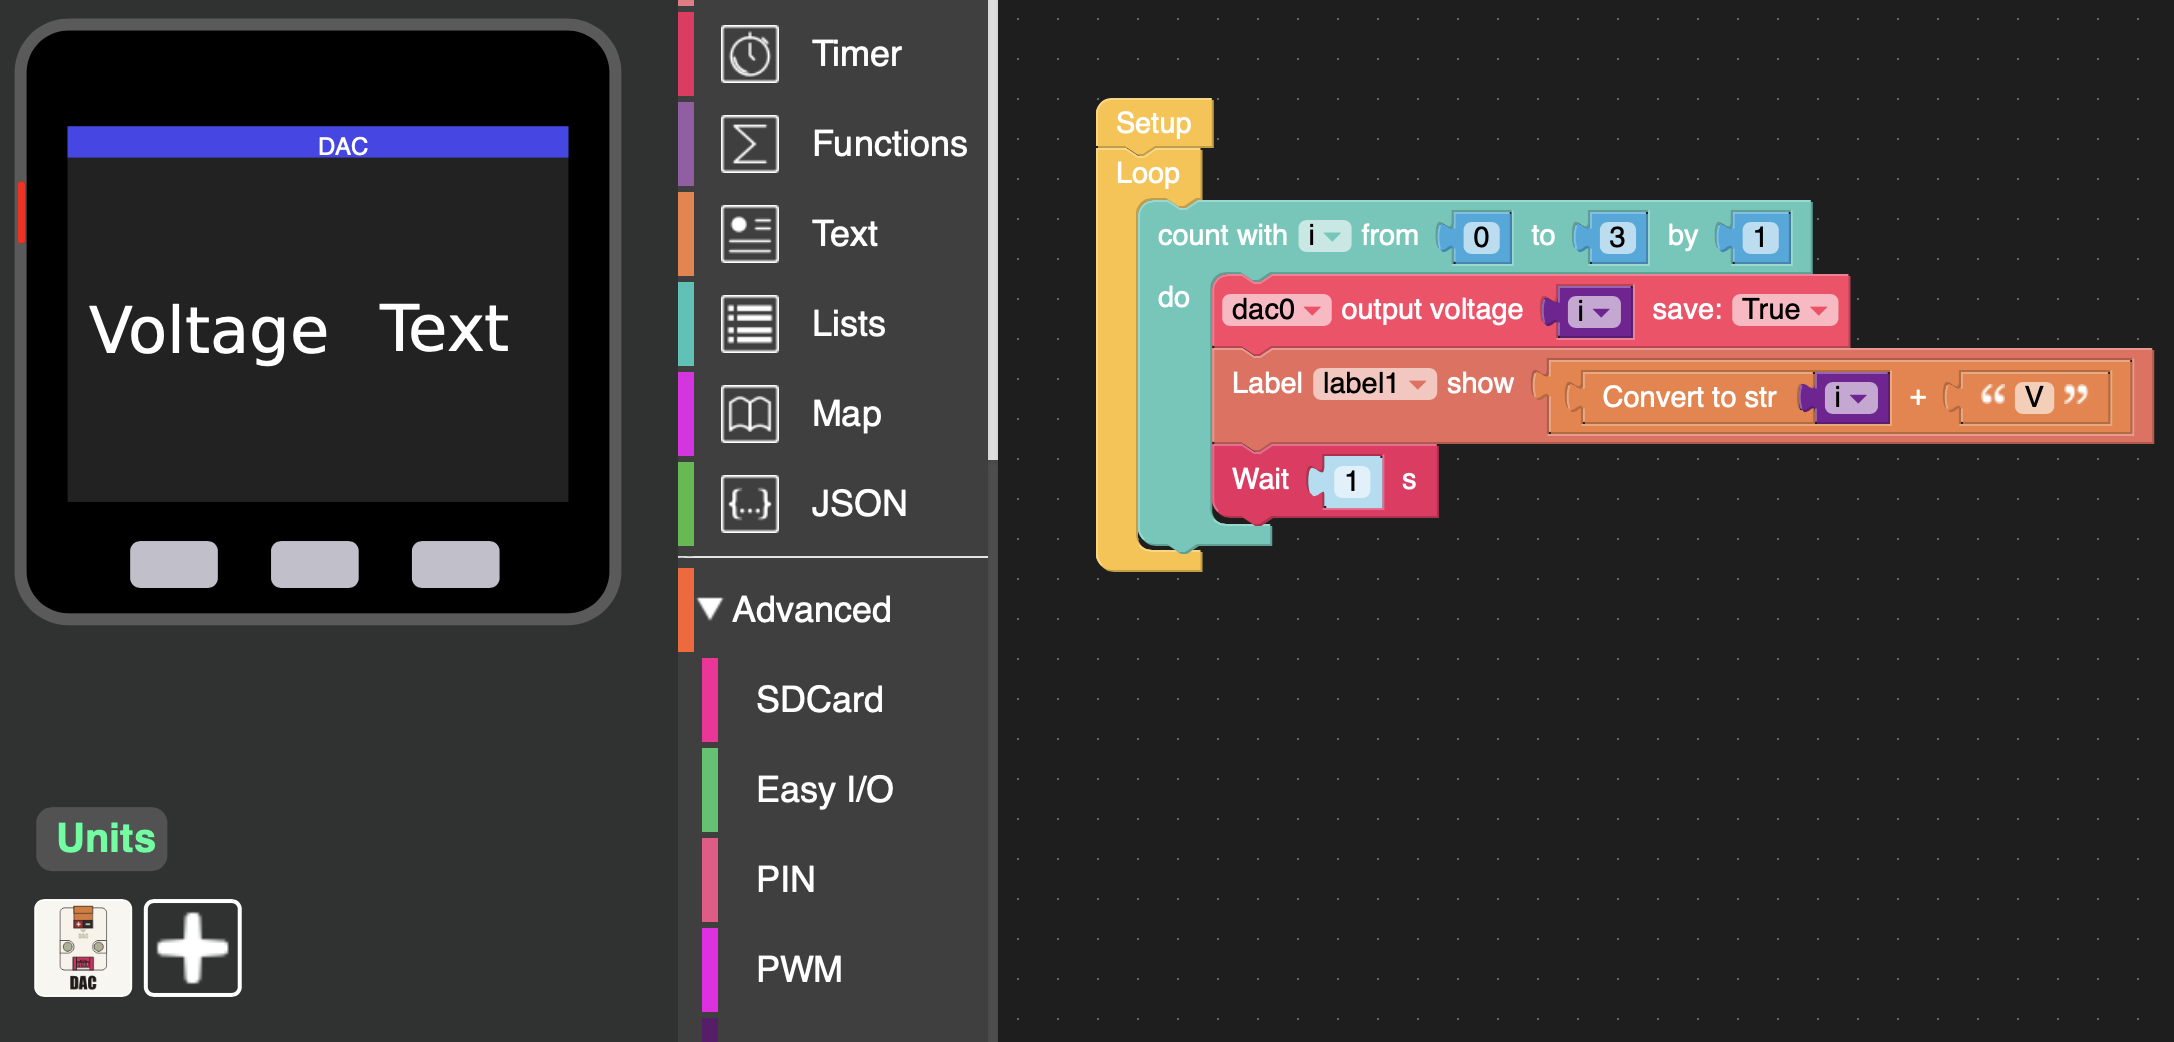 DAC
Voltage Text
Units
DAC
Timer
Functions
Text
Lists
Map
{...} JSON
Advanced
SDCard
Easy I/O
PIN
PWM
Setup
Loop
count with i from 0 to 3 by 1
do
dac0 output voltage i save: True
Label label1 show Convert to str i + “ V ”
Wait 1 s